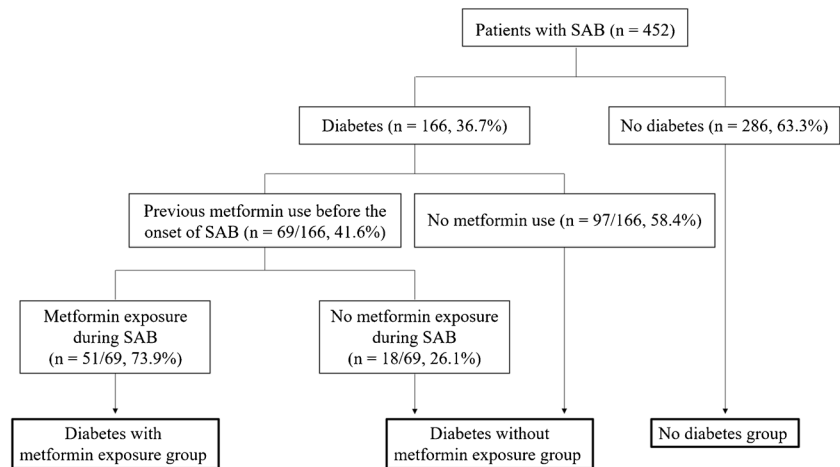 Patients with SAB (n = 452)
Diabetes (n = 166, 36.7%)
No diabetes (n = 286, 63.3%)
Previous metformin use before the
onset of SAB (n = 69/166, 41.6%)
No metformin use (n = 97/166, 58.4%)
Metformin exposure
during SAB
(n = 51/69, 73.9%)
No metformin exposure
during SAB
(n = 18/69, 26.1%)
Diabetes with
metformin exposure group
Diabetes without
metformin exposure group
No diabetes group